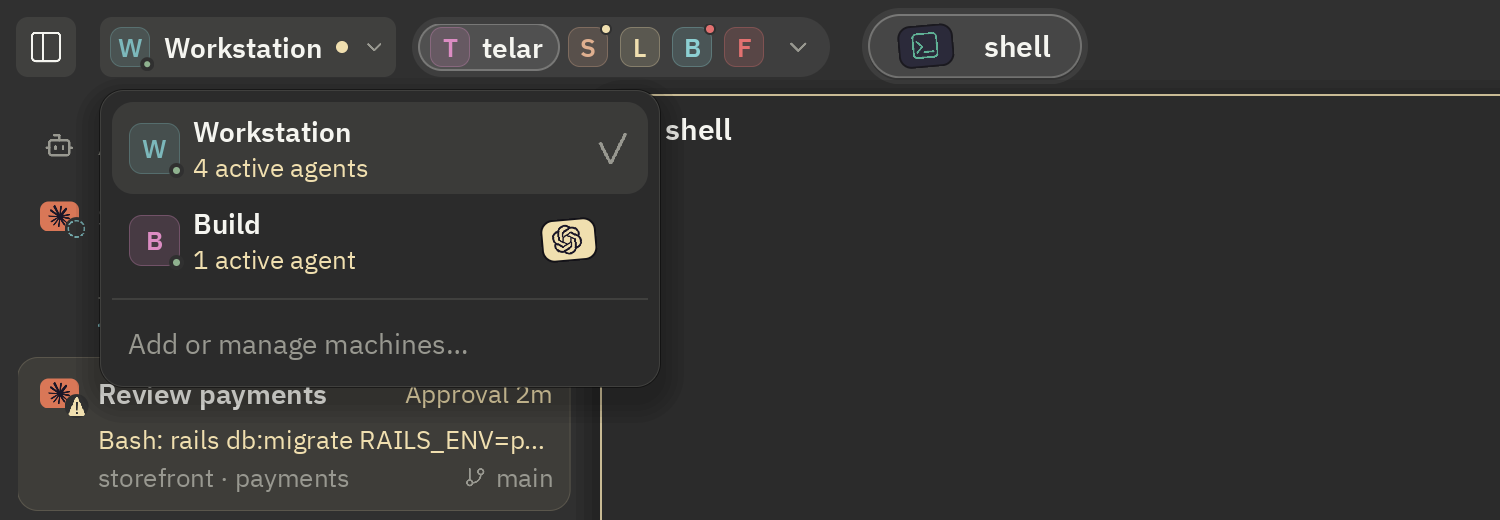 W Workstation
T telar S L B F
shell
W Workstation
4 active agents
shell
B Build
1 active agent
Add or manage machines...
Review payments Approval 2m
Bash: rails db:migrate RAILS_ENV=p...
storefront · payments main